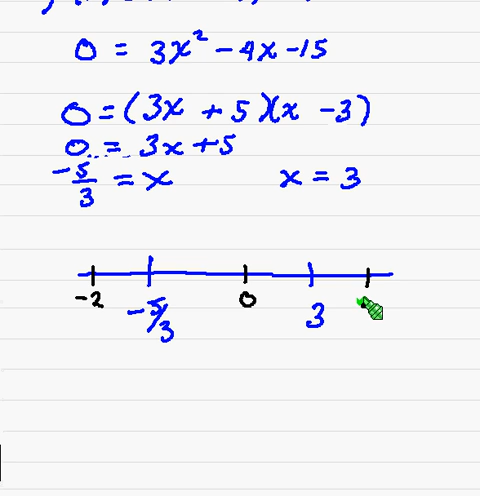 0 = 3x² - 4x - 15
0 = (3x + 5)(x - 3)
0 = 3x + 5
-5/3 = x x = 3
-2 -5/3 0 3